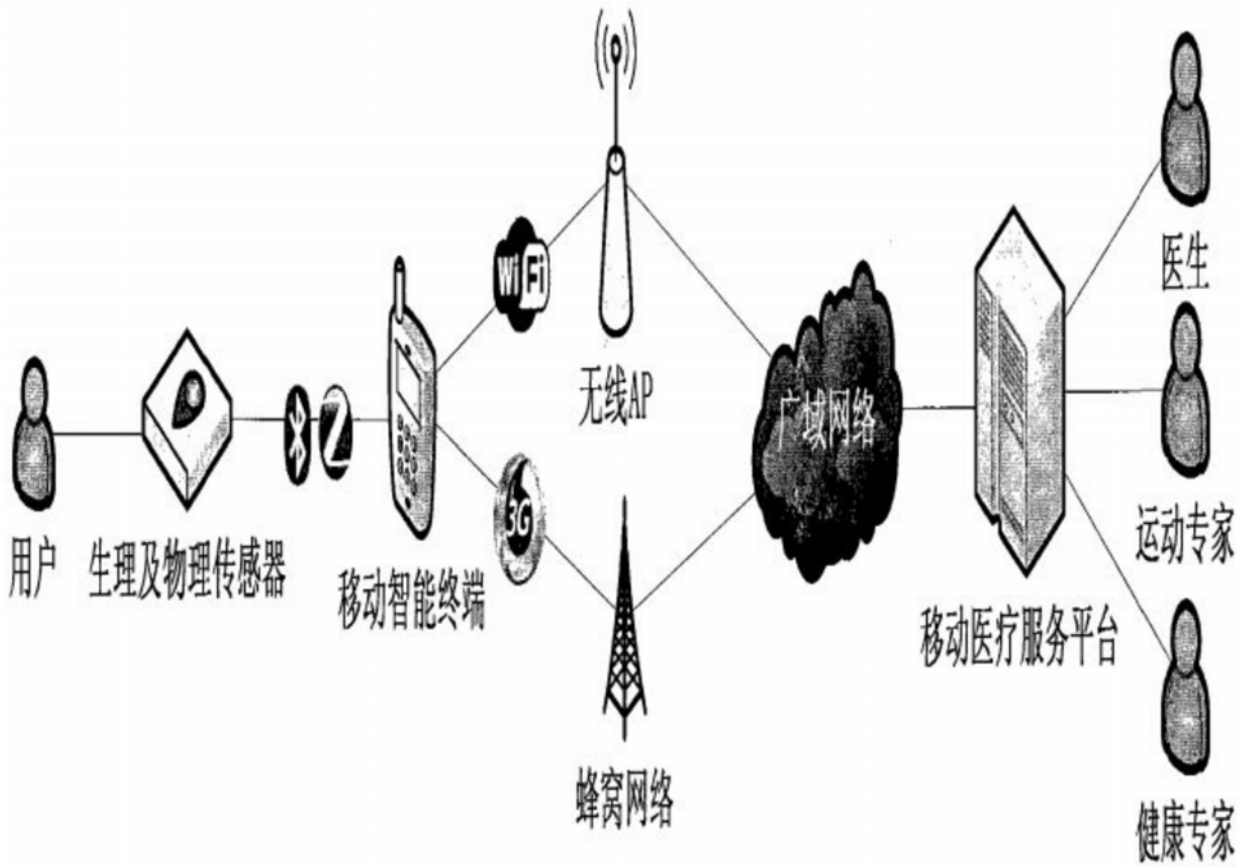 医生
Wi Fi
无线AP
广域网络
用户
生理及物理传感器
移动智能终端
3G
运动专家
移动医疗服务平台
蜂窝网络
健康专家